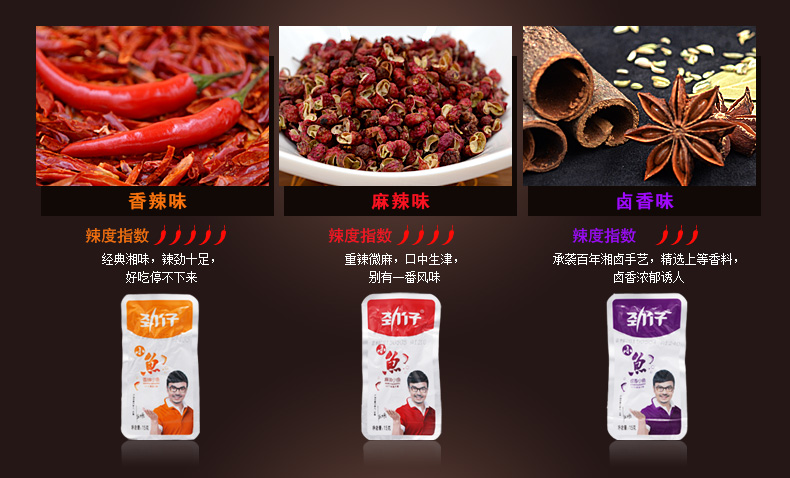 香辣味
辣度指数
经典湘味，辣劲十足，
好吃停不下来
麻辣味
辣度指数
重辣微麻，口中生津，
别有一番风味
卤香味
辣度指数
承袭百年湘卤手艺，精选上等香料，
卤香浓郁诱人
劲仔
小鱼
劲仔
小鱼
劲仔
小鱼